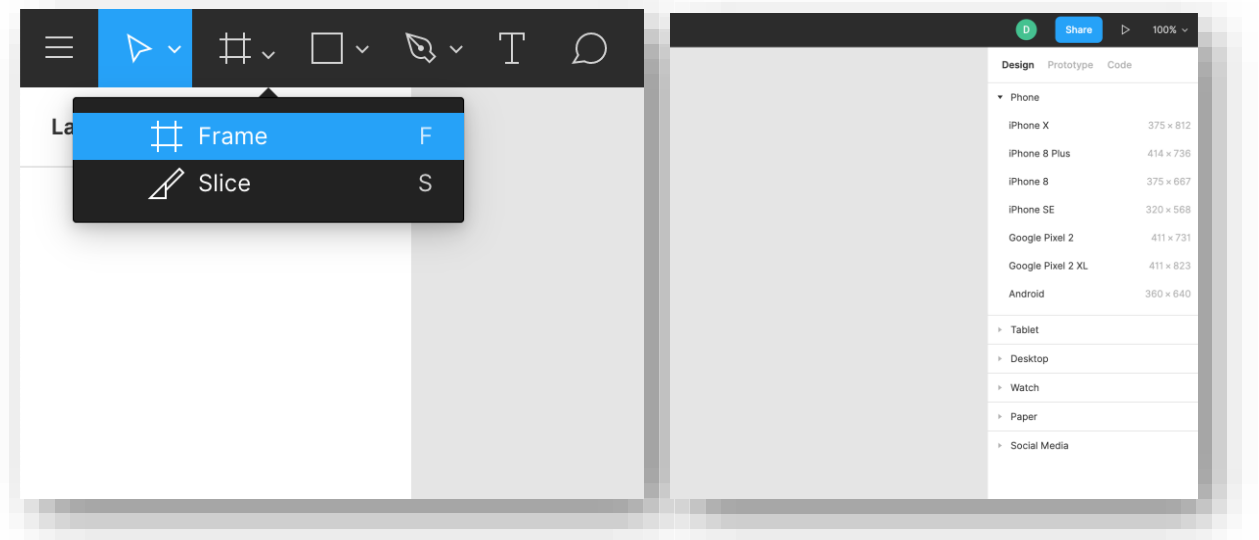 La
Frame F
Slice S
D Share 100%
Design Prototype Code
Phone
iPhone X 375 × 812
iPhone 8 Plus 414 × 736
iPhone 8 375 × 667
iPhone SE 320 × 568
Google Pixel 2 411 × 731
Google Pixel 2 XL 411 × 823
Android 360 × 640
Tablet
Desktop
Watch
Paper
Social Media